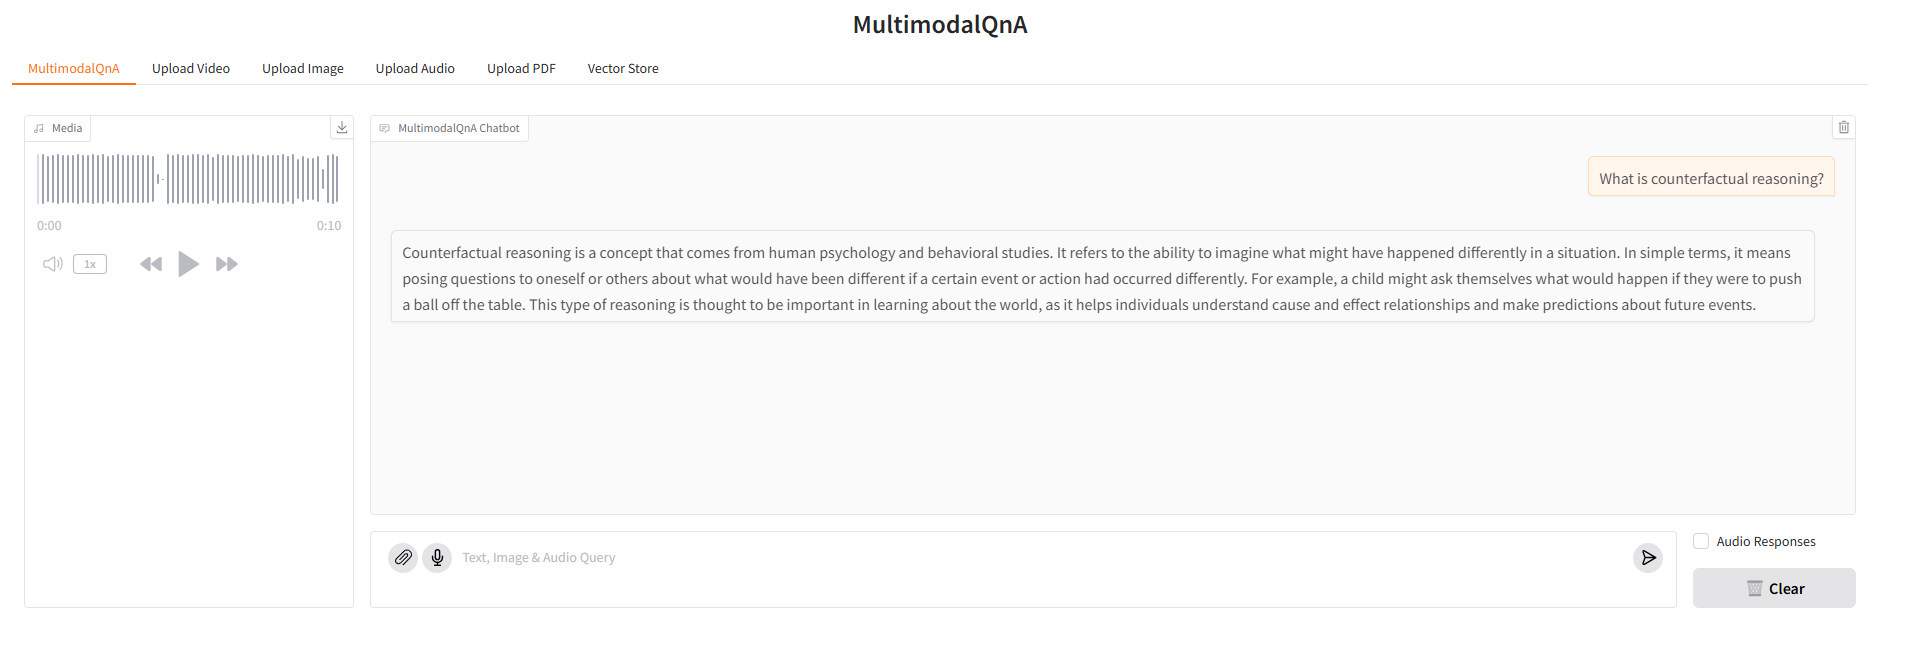 MultimodalQnA
MultimodalQnA Upload Video Upload Image Upload Audio Upload PDF Vector Store
Media
0:00 0:10
1x
MultimodalQnA Chatbot
What is counterfactual reasoning?
Counterfactual reasoning is a concept that comes from human psychology and behavioral studies. It refers to the ability to imagine what might have happened differently in a situation. In simple terms, it means
posing questions to oneself or others about what would have been different if a certain event or action had occurred differently. For example, a child might ask themselves what would happen if they were to push
a ball off the table. This type of reasoning is thought to be important in learning about the world, as it helps individuals understand cause and effect relationships and make predictions about future events.
Text, Image & Audio Query
Audio Responses
Clear